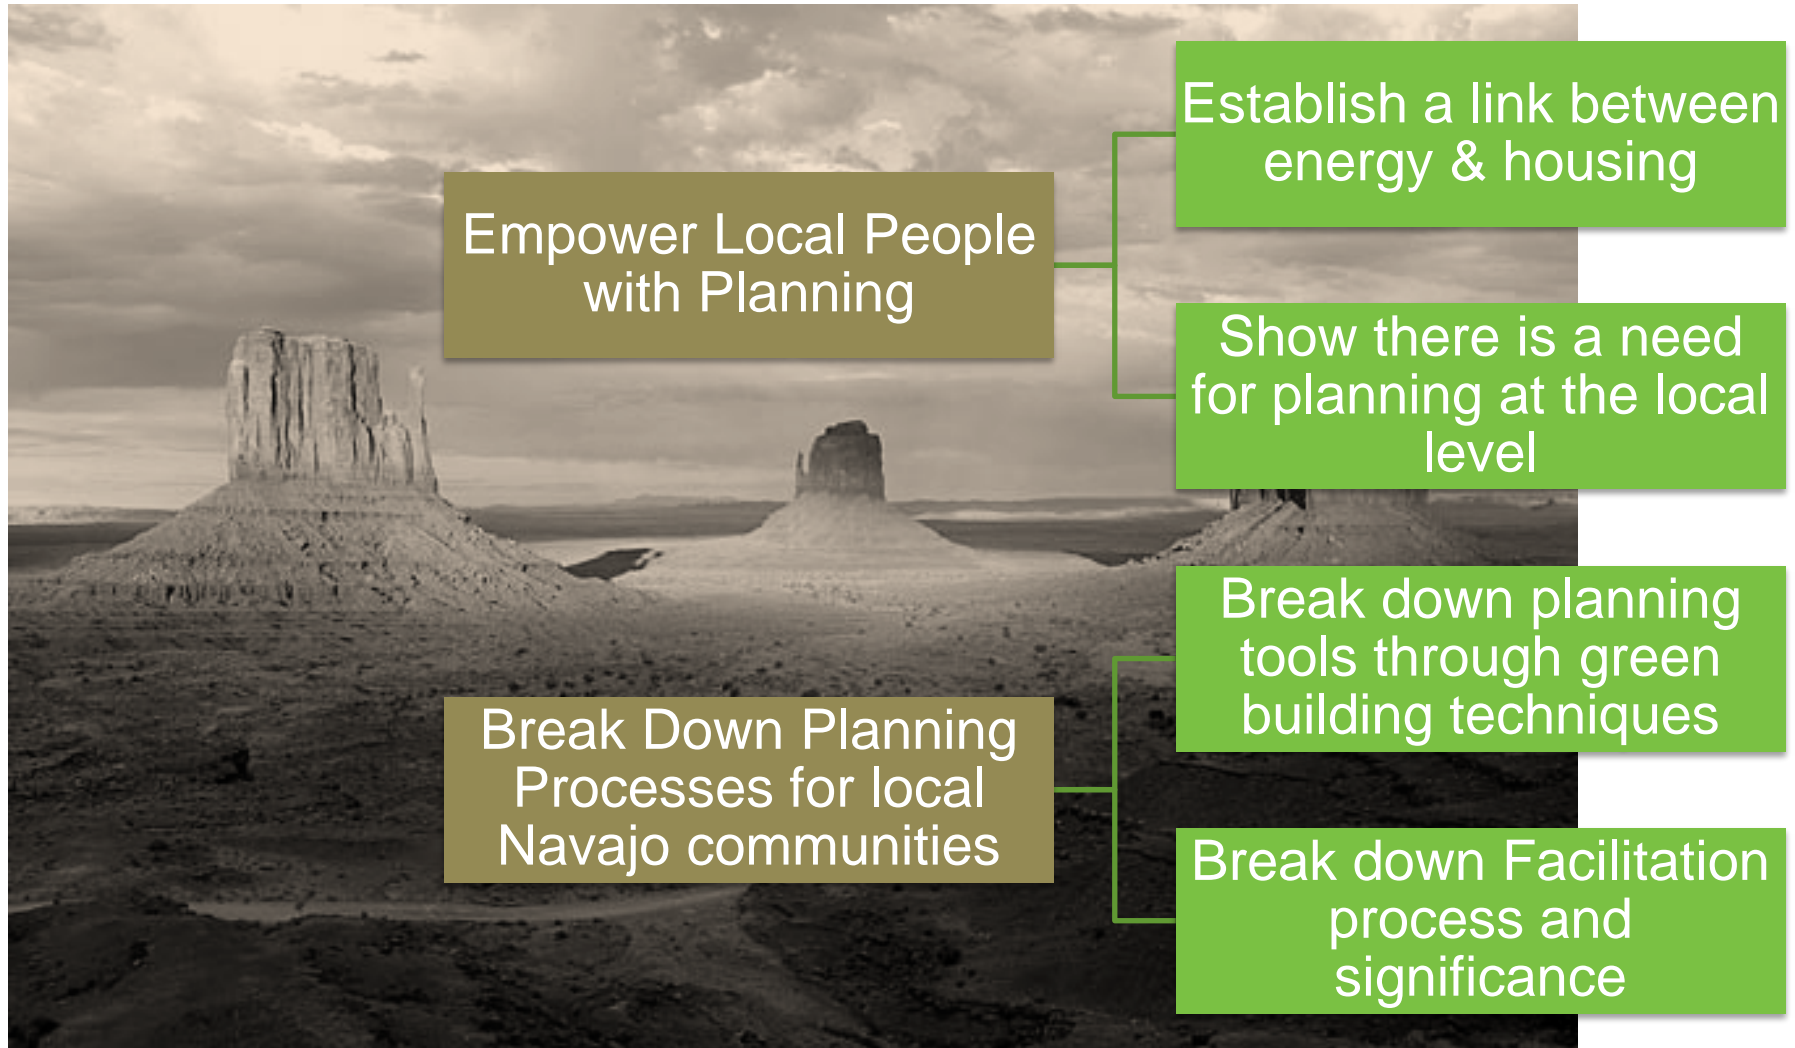 Empower Local People
with Planning
Establish a link between
energy & housing
Show there is a need
for planning at the local
level
Break Down Planning
Processes for local
Navajo communities
Break down planning
tools through green
building techniques
Break down Facilitation
process and
significance